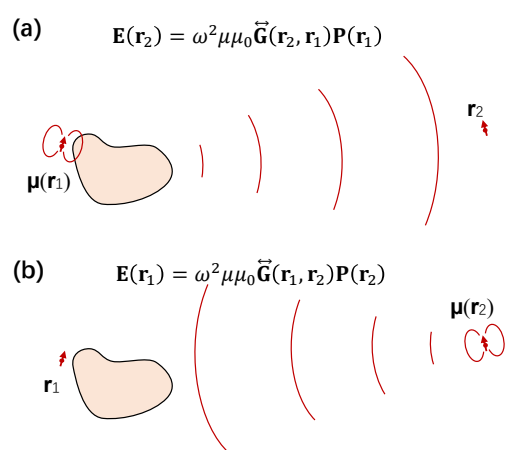 (a)
𝐄(𝐫₂) = ω²μμ₀G⃡(𝐫₂, 𝐫₁)𝐏(𝐫₁)
r₂
μ(r₁)
(b)
𝐄(𝐫₁) = ω²μμ₀G⃡(𝐫₁, 𝐫₂)𝐏(𝐫₂)
μ(r₂)
r₁